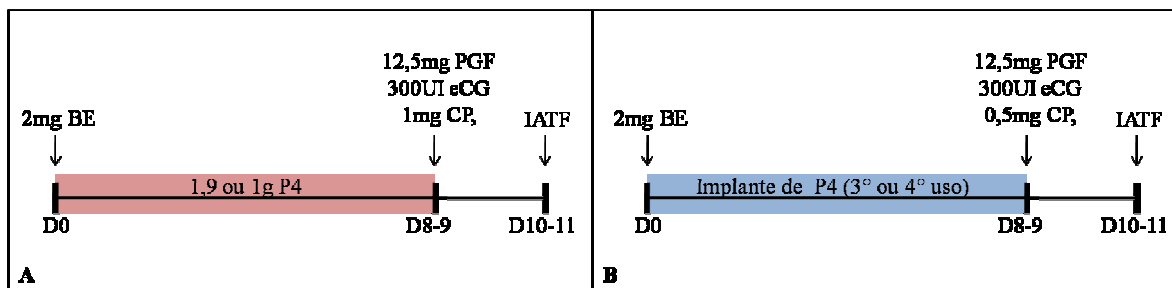 12,5mg PGF
300UI eCG
1mg CP,
2mg BE
IATF
1,9 ou 1g P4
D0
D8-9
D10-11
A
12,5mg PGF
300UI eCG
0,5mg CP,
2mg BE
IATF
Implante de P4 (3° ou 4° uso)
D0
D8-9
D10-11
B